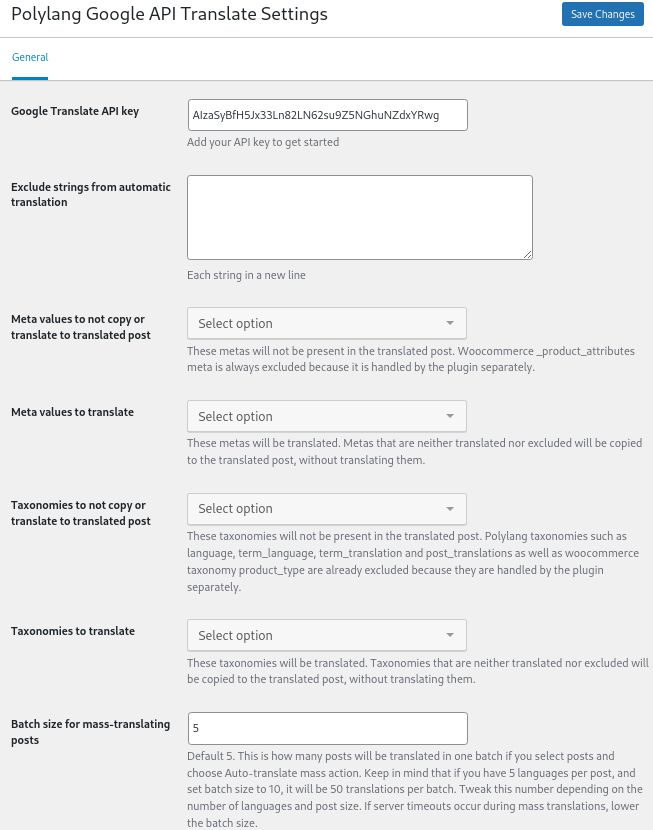 Polylang Google API Translate Settings
Save Changes
General
Google Translate API key
AIzaSyBfH5Jx33Ln82LN62su9Z5NGhuNZdxYRwg
Add your API key to get started
Exclude strings from automatic
translation
Each string in a new line
Meta values to not copy or
translate to translated post
Select option
These metas will not be present in the translated post. Woocommerce _product_attributes
meta is always excluded because it is handled by the plugin separately.
Meta values to translate
Select option
These metas will be translated. Metas that are neither translated nor excluded will be copied
to the translated post, without translating them.
Taxonomies to not copy or
translate to translated post
Select option
These taxonomies will not be present in the translated post. Polylang taxonomies such as
language, term_language, term_translation and post_translations as well as woocommerce
taxonomy product_type are already excluded because they are handled by the plugin
separately.
Taxonomies to translate
Select option
These taxonomies will be translated. Taxonomies that are neither translated nor excluded will
be copied to the translated post, without translating them.
Batch size for mass-translating
posts
5
Default 5. This is how many posts will be translated in one batch if you select posts and
choose Auto-translate mass action. Keep in mind that if you have 5 languages per post, and
set batch size to 10, it will be 50 translations per batch. Tweak this number depending on the
number of languages and post size. If server timeouts occur during mass translations, lower
the batch size.